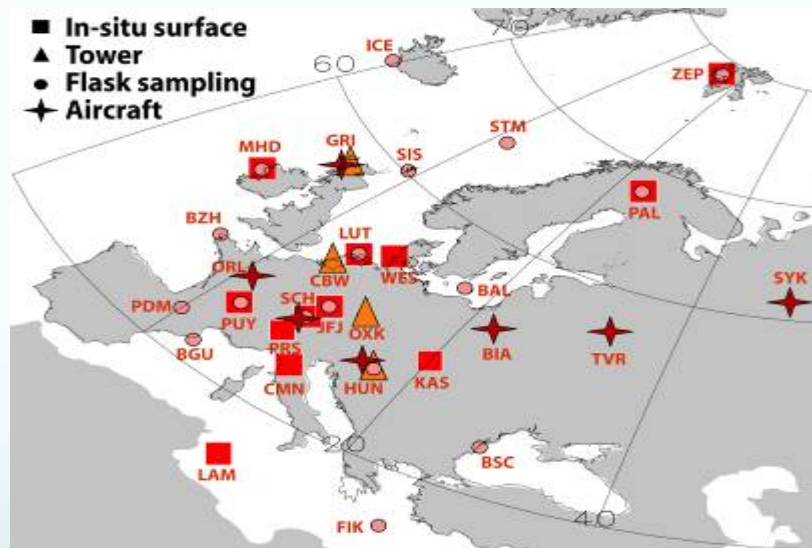 In-situ surface
Tower
Flask sampling
Aircraft
ICE
60
70
ZEP
STM
GRI
MHD
SIS
PAL
BZH
LUT
ORL
CBW
WES
BAL
SYK
PDM
PUY
SCH
JFJ
OXK
BGU
PRS
BIA
TVR
CMN
HUN
KAS
20
LAM
BSC
FIK
40